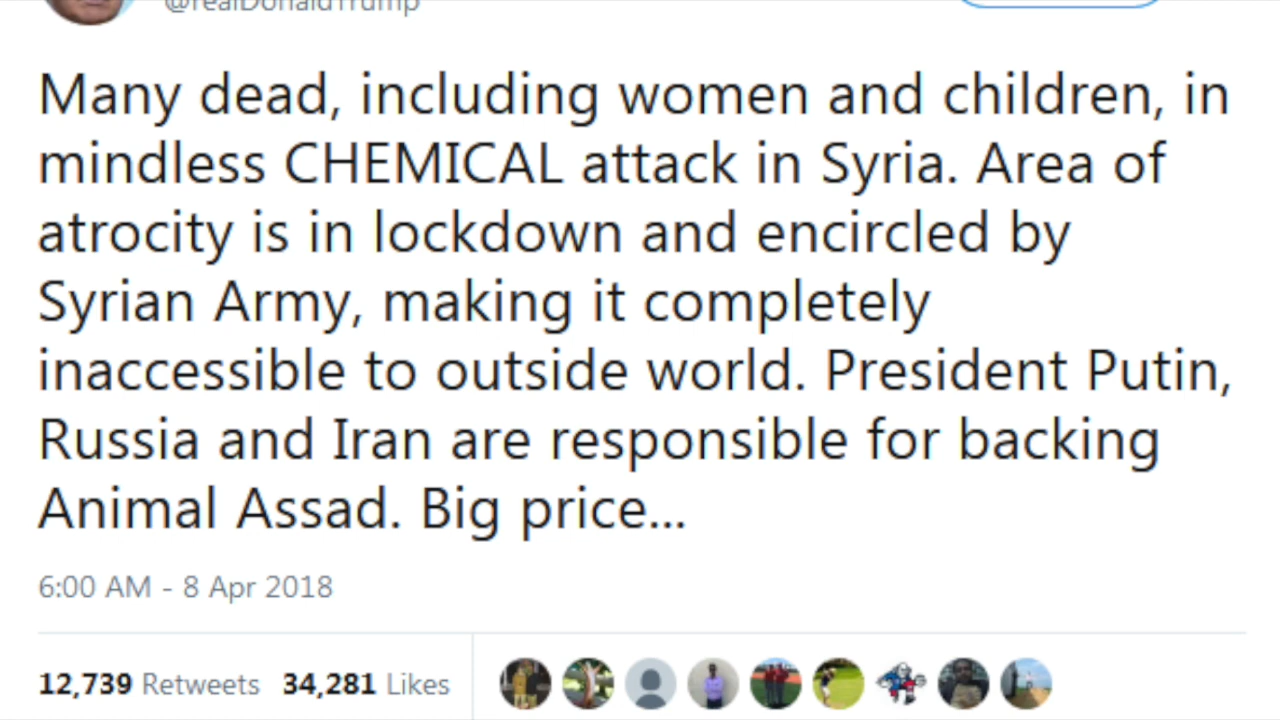 @realDonaldTrump
Many dead, including women and children, in
mindless CHEMICAL attack in Syria. Area of
atrocity is in lockdown and encircled by
Syrian Army, making it completely
inaccessible to outside world. President Putin,
Russia and Iran are responsible for backing
Animal Assad. Big price...
6:00 AM - 8 Apr 2018
12,739 Retweets 34,281 Likes